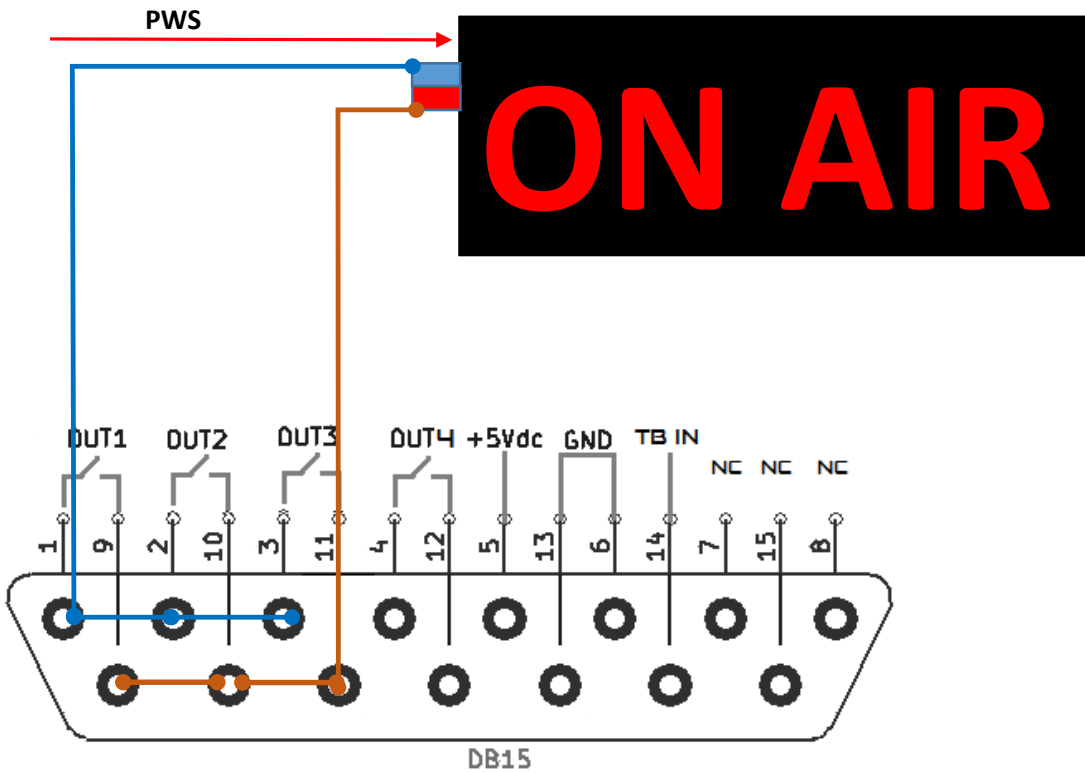 PWS
ON AIR
OUT1 OUT2 OUT3 OUT4 +5Vdc GND TB IN
NC NC NC
1 9 2 10 3 11 4 12 5 13 6 14 7 15 8
DB15